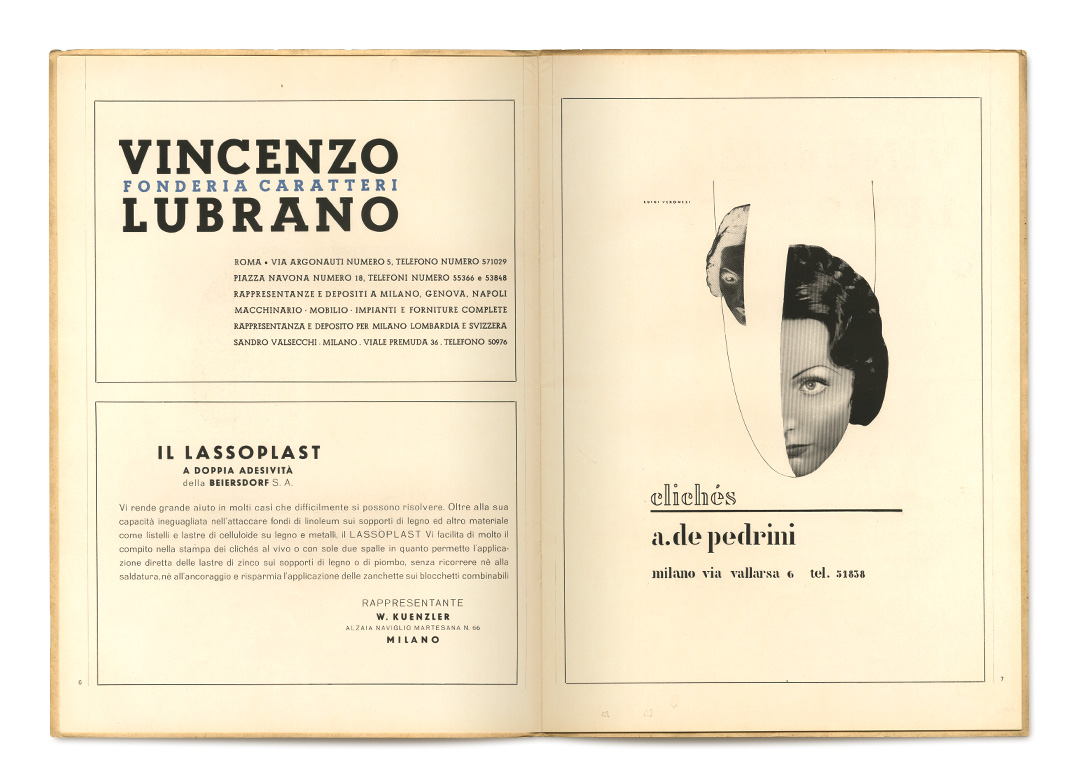 VINCENZO
FONDERIA CARATTERI
LUBRANO
ROMA • VIA ARGONAUTI NUMERO 5, TELEFONO NUMERO 571029
PIAZZA NAVONA NUMERO 18, TELEFONI NUMERO 55366 e 53848
RAPPRESENTANZE E DEPOSITI A MILANO, GENOVA, NAPOLI
MACCHINARIO · MOBILIO · IMPIANTI E FORNITURE COMPLETE
RAPPRESENTANZA E DEPOSITO PER MILANO LOMBARDIA E SVIZZERA
SANDRO VALSECCHI . MILANO . VIALE PREMUDA 36 . TELEFONO 50976
IL LASSOPLAST
A DOPPIA ADESIVITÀ
della BEIERSDORF S. A.
Vi rende grande aiuto in molti casi che difficilmente si possono risolvere. Oltre alla sua
capacità ineguagliata nell'attaccare fondi di linoleum sui sopporti di legno ed altro materiale
come listelli e lastre di celluloide su legno e metalli, il LASSOPLAST Vi facilita di molto il
compito nella stampa dei clichés al vivo o con sole due spalle in quanto permette l'applica-
zione diretta delle lastre di zinco sui sopporti di legno o di piombo, senza ricorrere nè alla
saldatura, nè all'ancoraggio e risparmia l'applicazione delle zanchette sui blocchetti combinabili
RAPPRESENTANTE
W. KUENZLER
ALZAIA NAVIGLIO MARTESANA N. 66
MILANO
6
LUIGI VERONESI
clichés
a. de pedrini
milano via vallarsa 6 tel. 51838
7